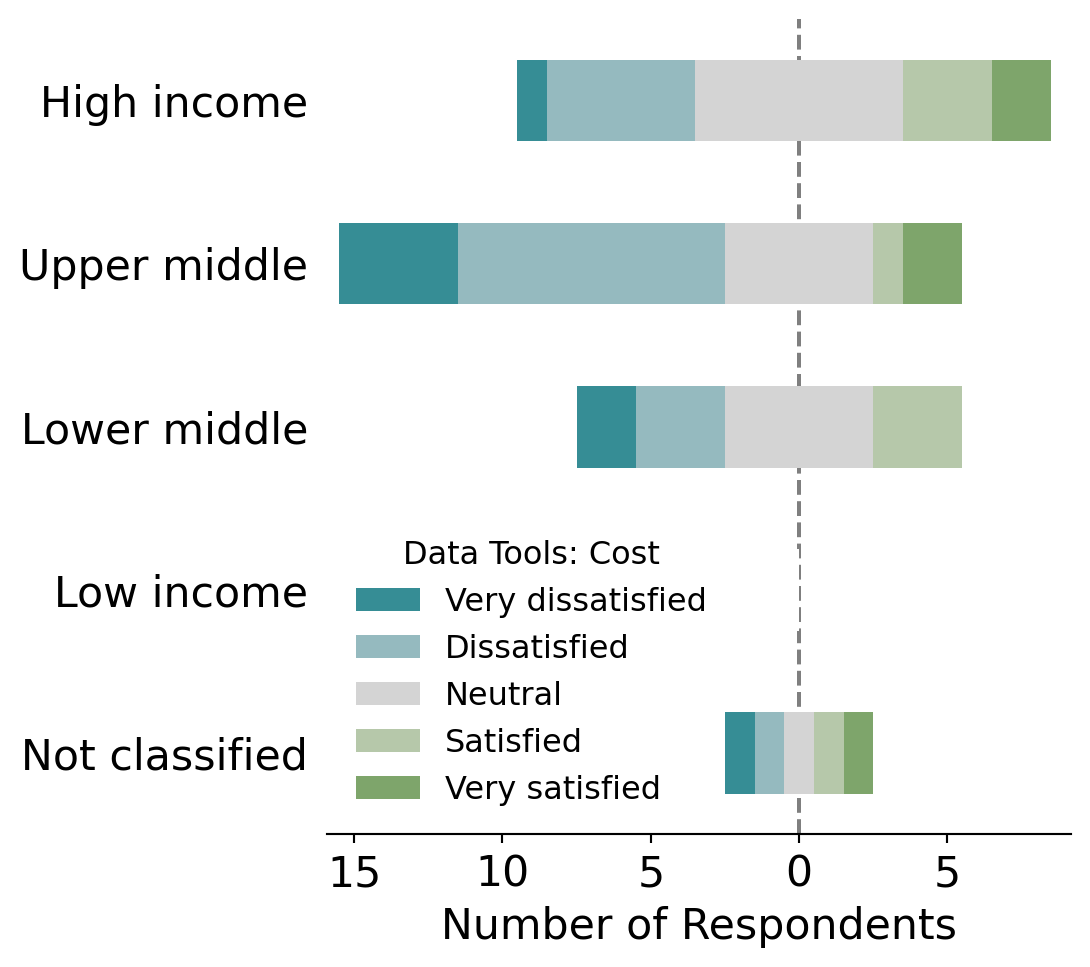 High income
Upper middle
Lower middle
Low income
Not classified
Data Tools: Cost
Very dissatisfied
Dissatisfied
Neutral
Satisfied
Very satisfied
15 10 5 0 5
Number of Respondents